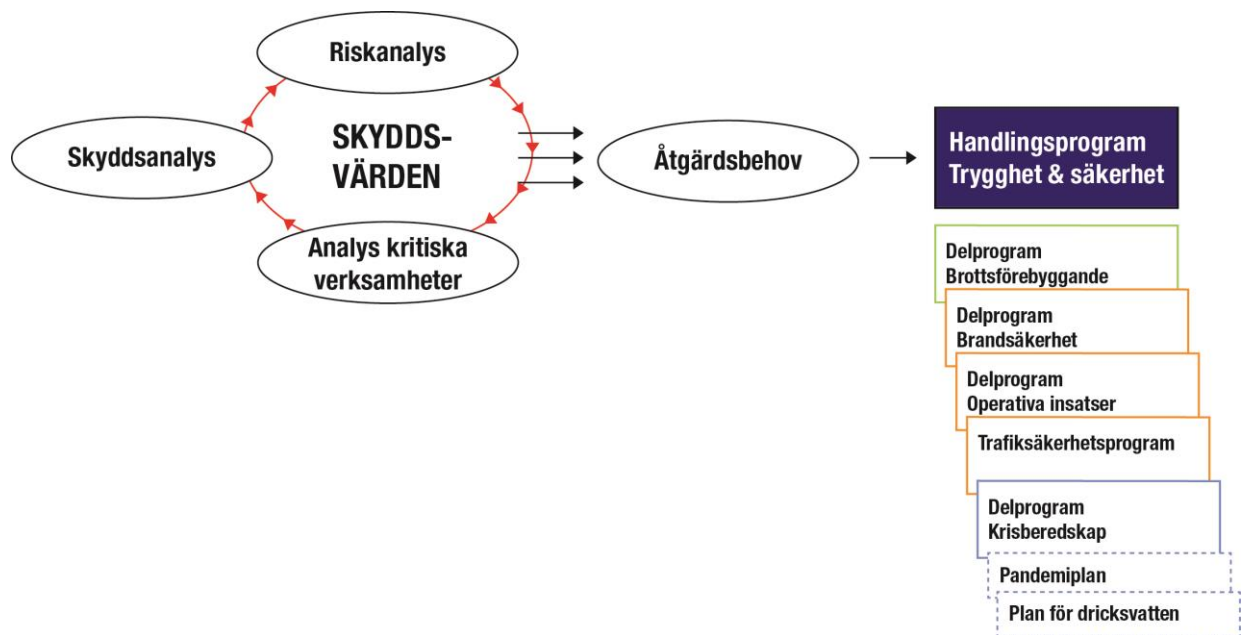 Riskanalys
Skyddsanalys
SKYDDS-
VÄRDEN
Analys kritiska
verksamheter
Åtgärdsbehov
Handlingsprogram
Trygghet & säkerhet
Delprogram
Brottsförebyggande
Delprogram
Brandsäkerhet
Delprogram
Operativa insatser
Trafiksäkerhetsprogram
Delprogram
Krisberedskap
Pandemiplan
Plan för dricksvatten